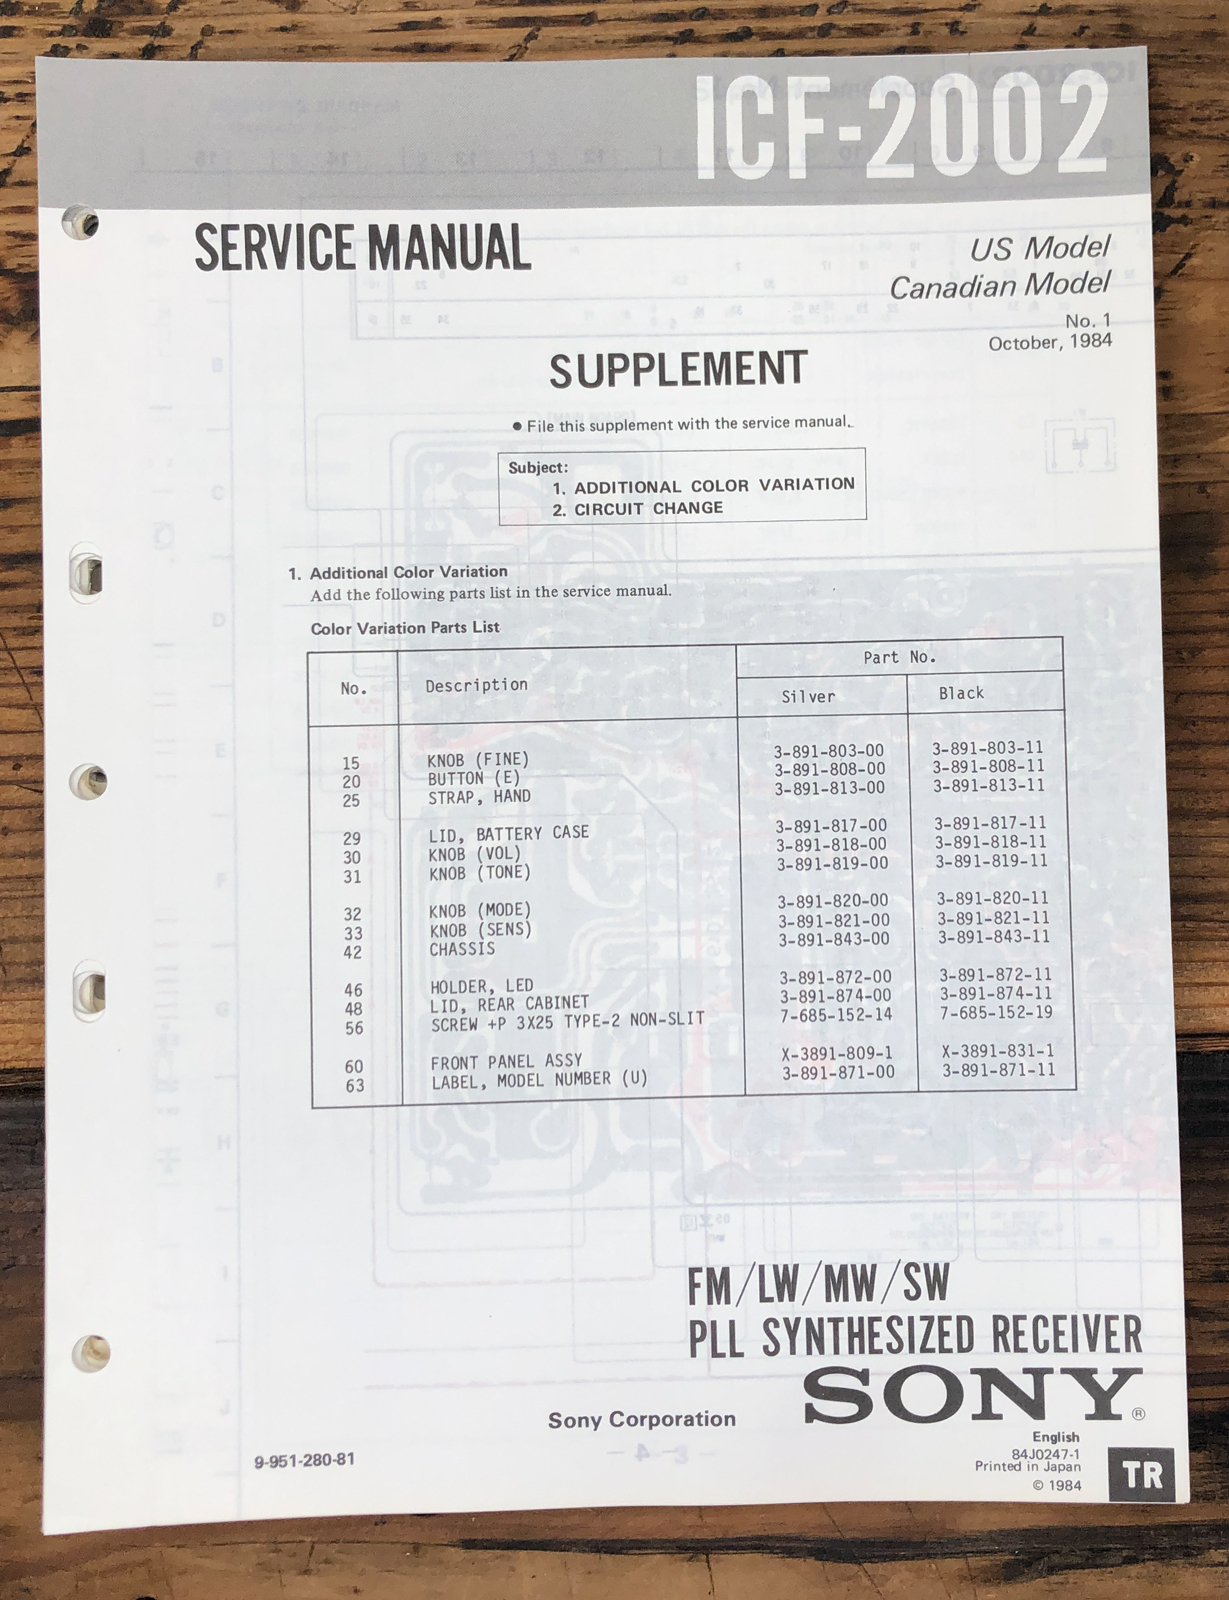 ICF-2002
SERVICE MANUAL
US Model
Canadian Model
No. 1
October, 1984
SUPPLEMENT
● File this supplement with the service manual.
Subject:
1. ADDITIONAL COLOR VARIATION
2. CIRCUIT CHANGE
1. Additional Color Variation
Add the following parts list in the service manual.
Color Variation Parts List
No. Description Part No.
Silver Black
15 KNOB (FINE) 3-891-803-00 3-891-803-11
20 BUTTON (E) 3-891-808-00 3-891-808-11
25 STRAP, HAND 3-891-813-00 3-891-813-11
29 LID, BATTERY CASE 3-891-817-00 3-891-817-11
30 KNOB (VOL) 3-891-818-00 3-891-818-11
31 KNOB (TONE) 3-891-819-00 3-891-819-11
32 KNOB (MODE) 3-891-820-00 3-891-820-11
33 KNOB (SENS) 3-891-821-00 3-891-821-11
42 CHASSIS 3-891-843-00 3-891-843-11
46 HOLDER, LED 3-891-872-00 3-891-872-11
48 LID, REAR CABINET 3-891-874-00 3-891-874-11
56 SCREW +P 3X25 TYPE-2 NON-SLIT 7-685-152-14 7-685-152-19
60 FRONT PANEL ASSY X-3891-809-1 X-3891-831-1
63 LABEL, MODEL NUMBER (U) 3-891-871-00 3-891-871-11
FM/LW/MW/SW
PLL SYNTHESIZED RECEIVER
Sony Corporation SONY®
9-951-280-81
English
84J0247-1
Printed in Japan
© 1984
TR